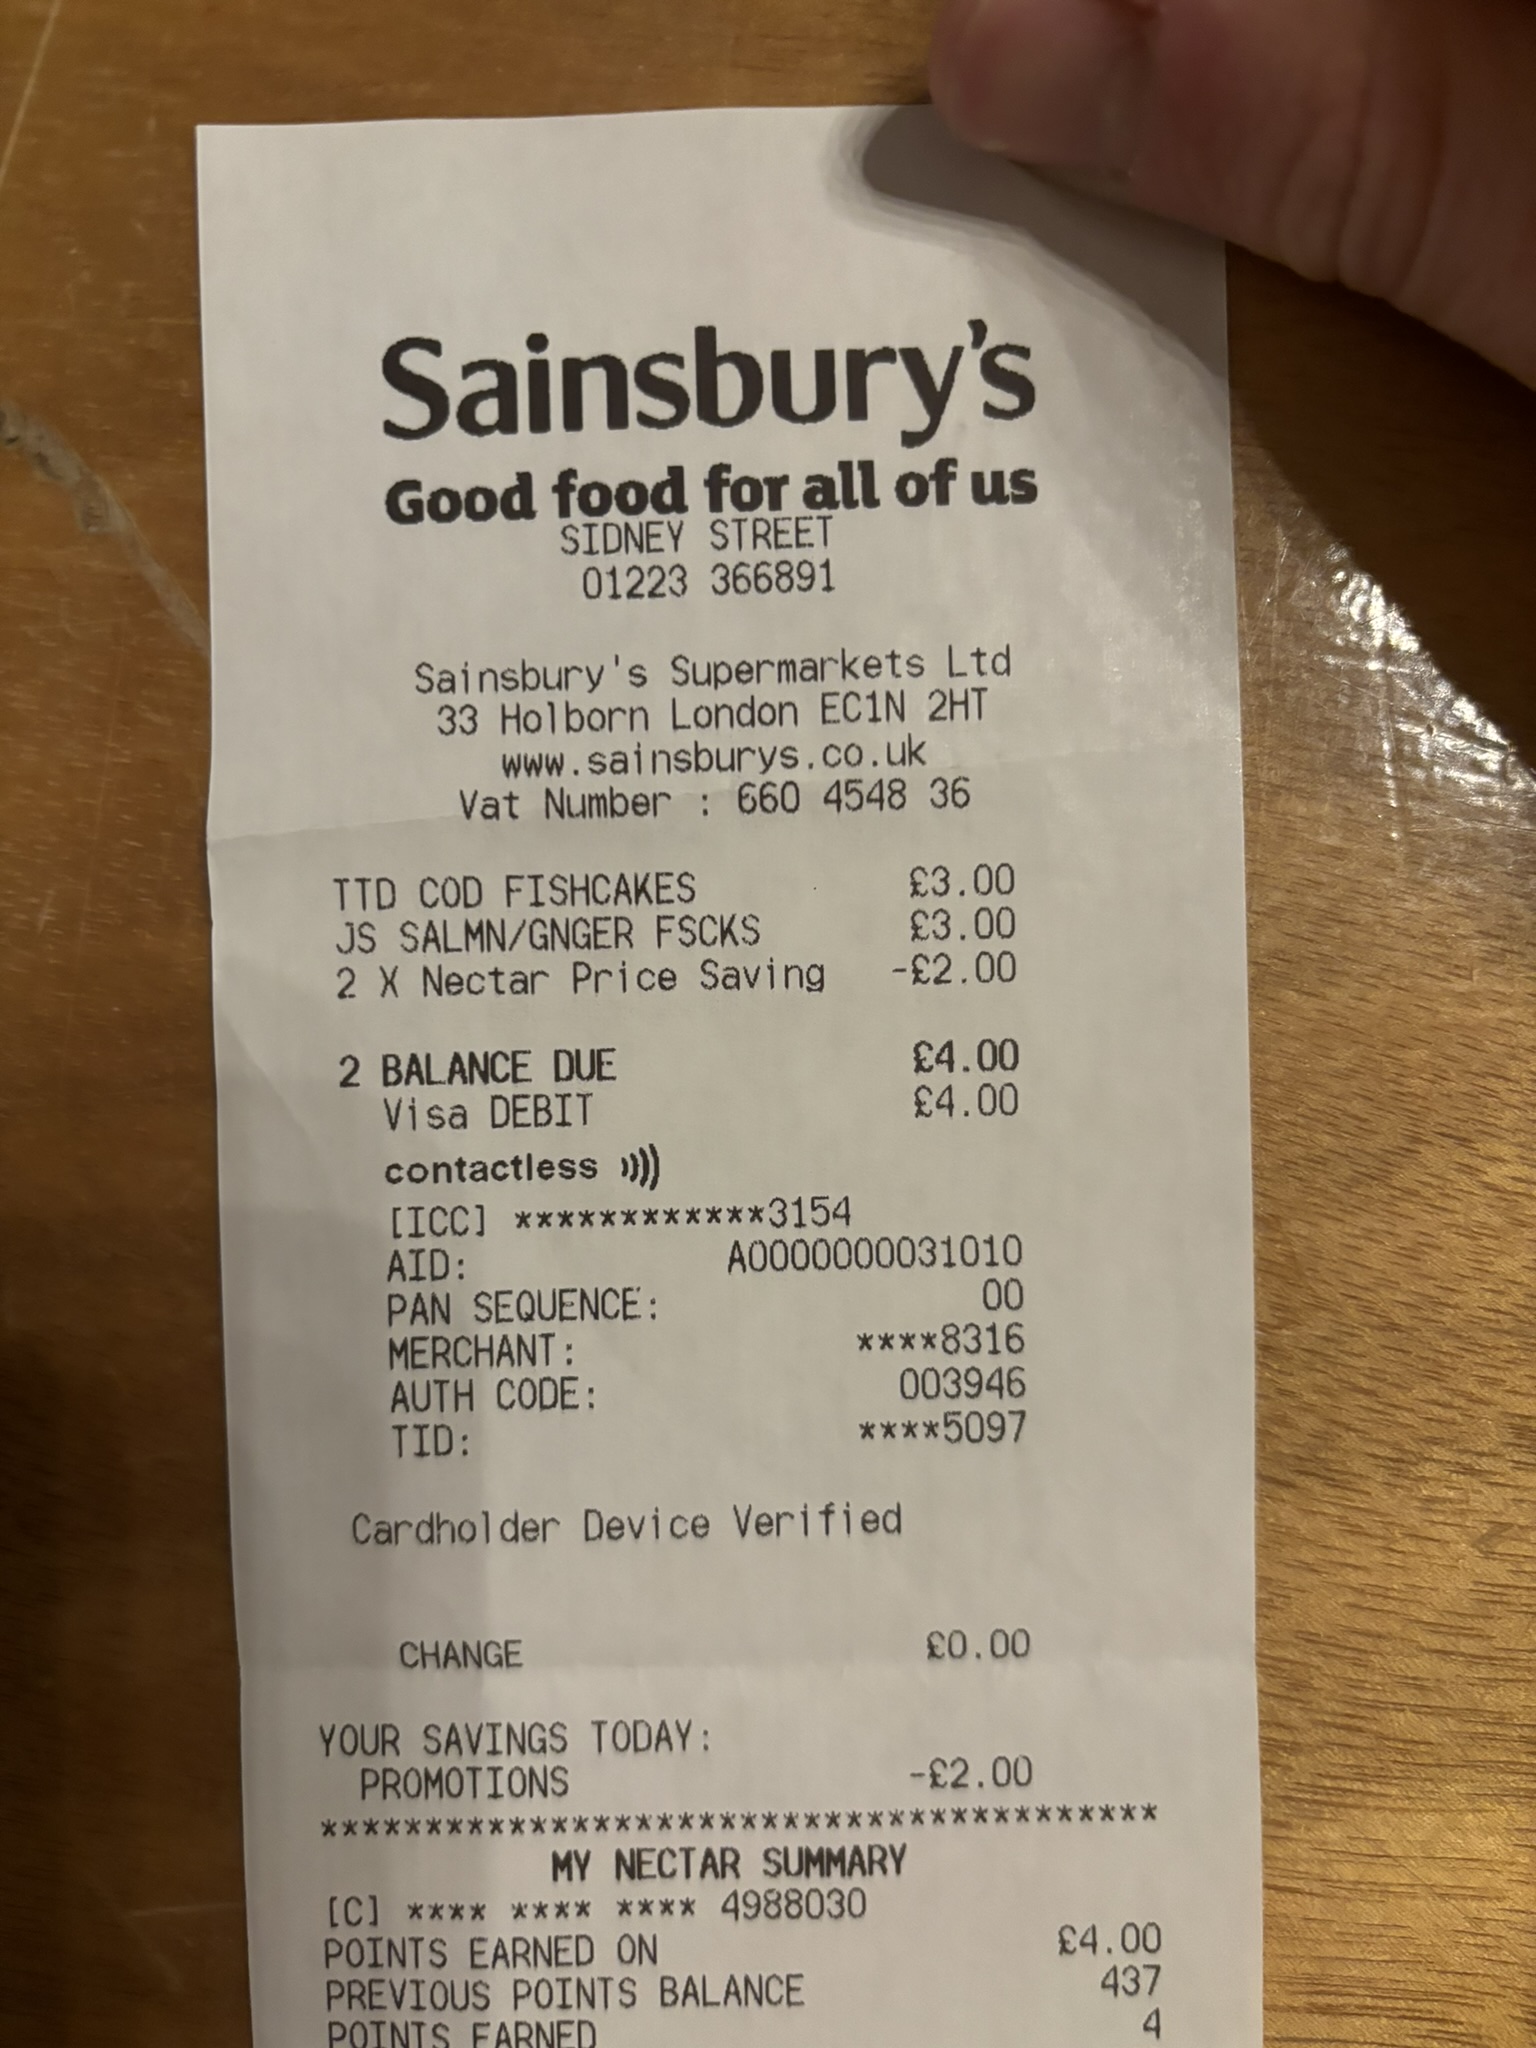 Sainsbury's
Good food for all of us
SIDNEY STREET
01223 366891
Sainsbury's Supermarkets Ltd
33 Holborn London EC1N 2HT
www.sainsburys.co.uk
Vat Number : 660 4548 36
TTD COD FISHCAKES £3.00
JS SALMN/GNGER FSCKS £3.00
2 X Nectar Price Saving -£2.00
2 BALANCE DUE £4.00
Visa DEBIT £4.00
contactless
[ICC] ************3154
AID: A0000000031010
PAN SEQUENCE: 00
MERCHANT: ****8316
AUTH CODE: 003946
TID: ****5097
Cardholder Device Verified
CHANGE £0.00
YOUR SAVINGS TODAY:
PROMOTIONS -£2.00
****************************************
MY NECTAR SUMMARY
[C] **** **** **** 4988030
POINTS EARNED ON £4.00
PREVIOUS POINTS BALANCE 437
POINTS EARNED 4